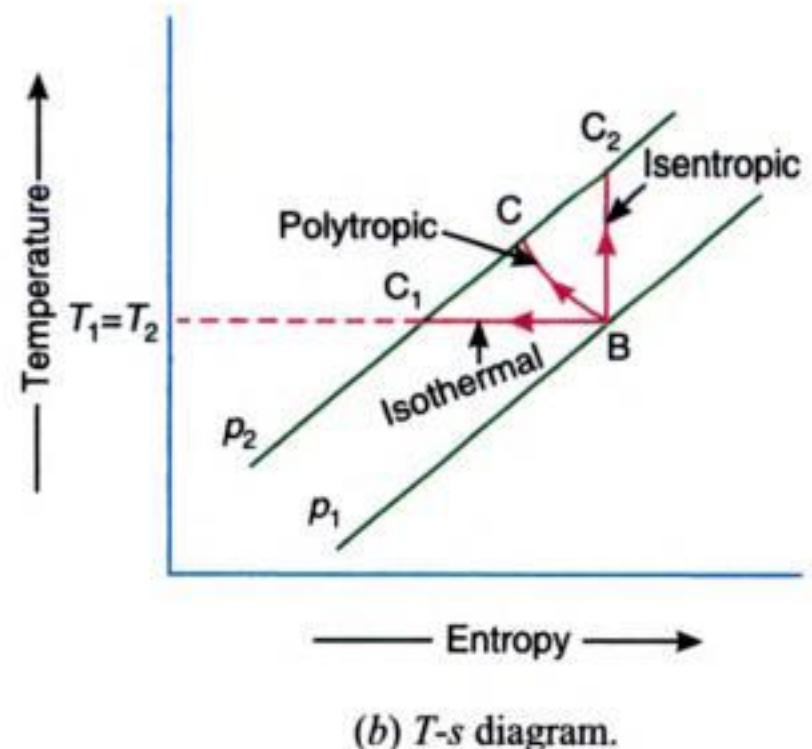 Temperature
C₂
Isentropic
C
Polytropic
C₁
T₁=T₂
B
Isothermal
p₂
p₁
Entropy
(b) T-s diagram.